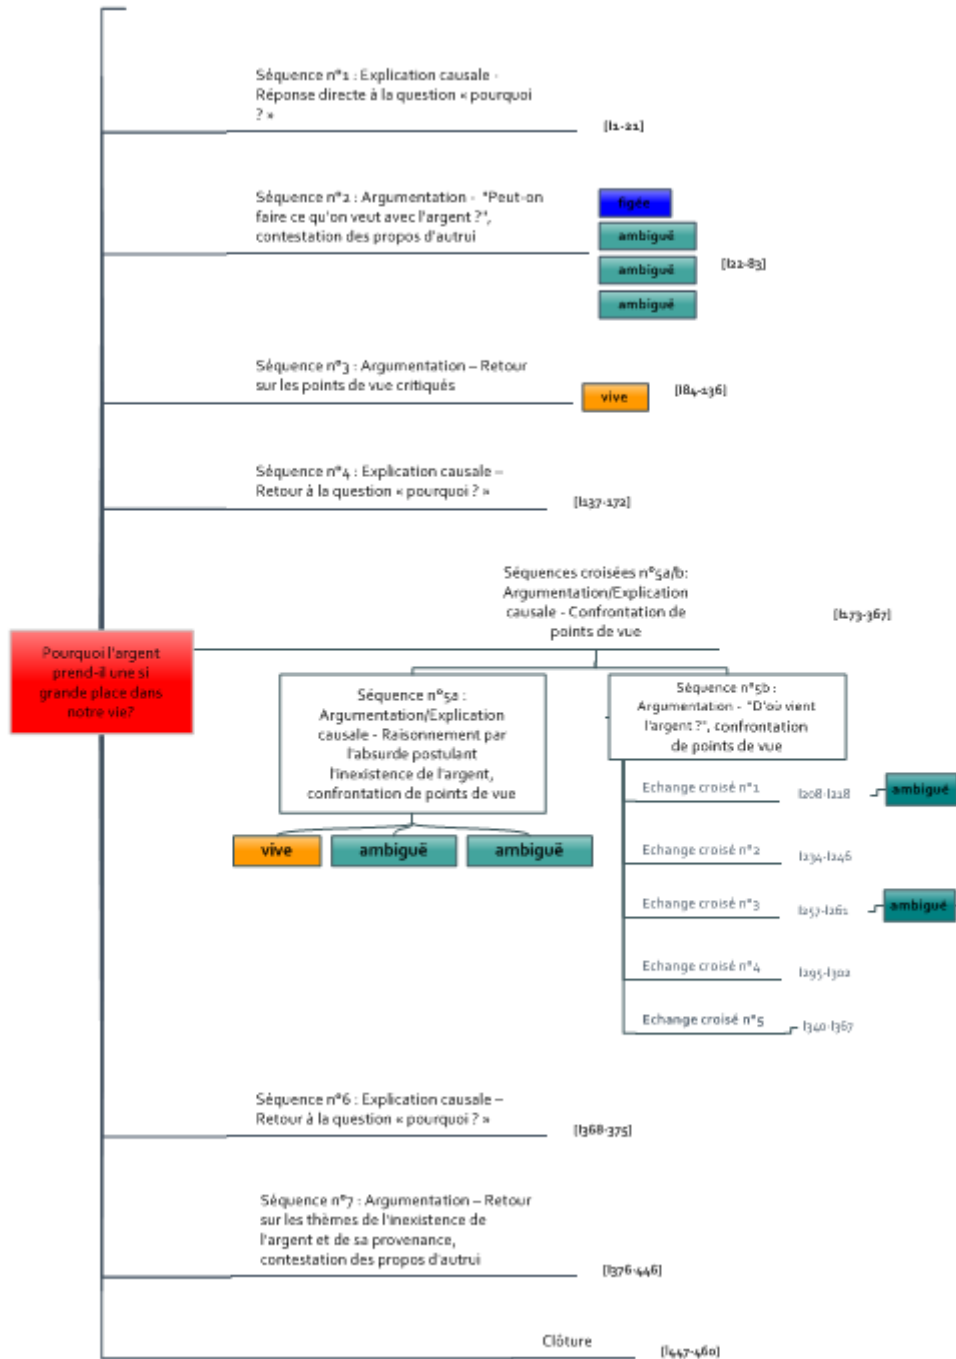 Séquence n°1 : Explication causale -
Réponse directe à la question « pourquoi
? »
[l1-21]
Séquence n°2 : Argumentation - "Peut-on
faire ce qu'on veut avec l'argent ?",
contestation des propos d'autrui
figée
ambiguë
ambiguë
ambiguë
[l22-83]
Séquence n°3 : Argumentation – Retour
sur les points de vue critiqués
vive
[l84-136]
Séquence n°4 : Explication causale –
Retour à la question « pourquoi ? »
[l137-172]
Séquences croisées n°5a/b:
Argumentation/Explication
causale - Confrontation de
points de vue
[l173-367]
Pourquoi l'argent
prend-il une si
grande place dans
notre vie?
Séquence n°5a :
Argumentation/Explication
causale - Raisonnement par
l'absurde postulant
l'inexistence de l'argent,
confrontation de points de vue
vive
ambiguë
ambiguë
Séquence n°5b :
Argumentation - "D'où vient
l'argent ?", confrontation
de points de vue
Echange croisé n°1
l208-l218
ambiguë
Echange croisé n°2
l234-l246
Echange croisé n°3
l257-l261
ambiguë
Echange croisé n°4
l295-l302
Echange croisé n°5
l340-l367
Séquence n°6 : Explication causale –
Retour à la question « pourquoi ? »
[l368-375]
Séquence n°7 : Argumentation – Retour
sur les thèmes de l'inexistence de
l'argent et de sa provenance,
contestation des propos d'autrui
[l376-446]
Clôture
[l447-460]